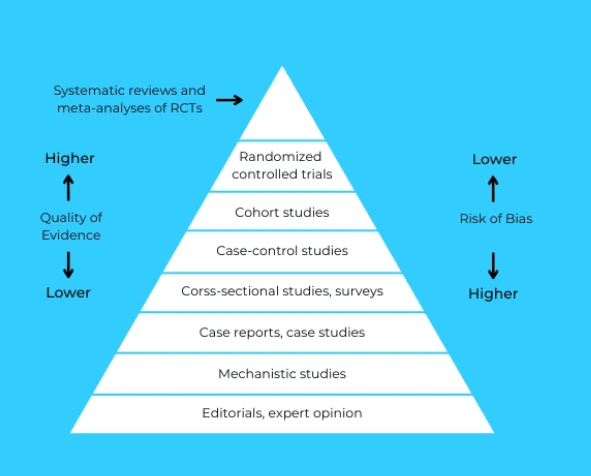 Systematic reviews and
meta-analyses of RCTs
Higher
Quality of
Evidence
Lower
Randomized
controlled trials
Cohort studies
Case-control studies
Corss-sectional studies, surveys
Case reports, case studies
Mechanistic studies
Editorials, expert opinion
Lower
Risk of Bias
Higher